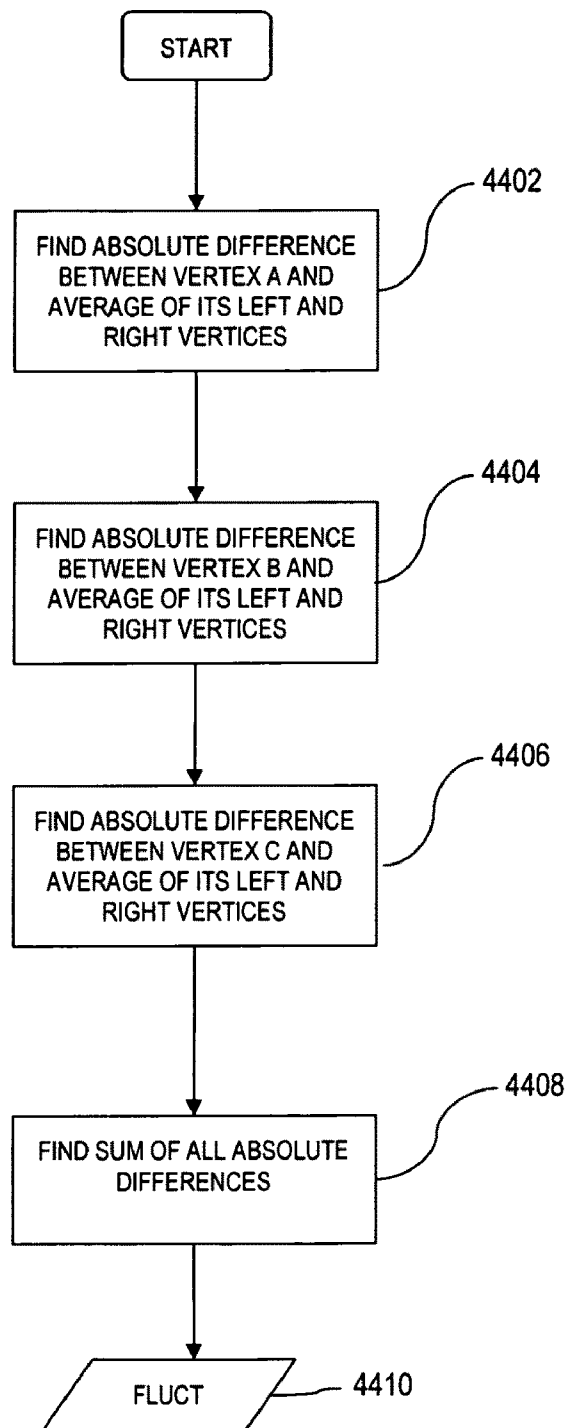 START
4402
FIND ABSOLUTE DIFFERENCE
BETWEEN VERTEX A AND
AVERAGE OF ITS LEFT AND
RIGHT VERTICES
4404
FIND ABSOLUTE DIFFERENCE
BETWEEN VERTEX B AND
AVERAGE OF ITS LEFT AND
RIGHT VERTICES
4406
FIND ABSOLUTE DIFFERENCE
BETWEEN VERTEX C AND
AVERAGE OF ITS LEFT AND
RIGHT VERTICES
4408
FIND SUM OF ALL ABSOLUTE
DIFFERENCES
FLUCT
4410